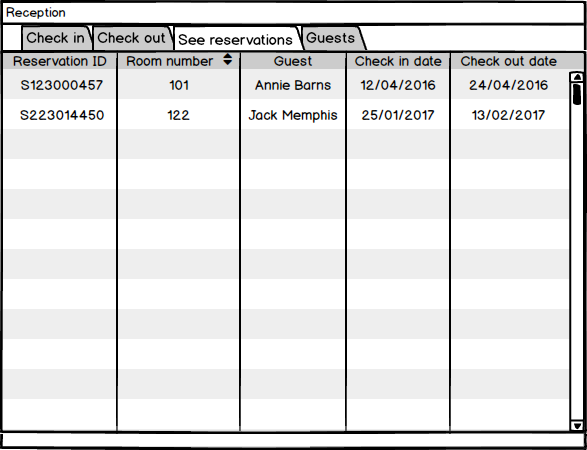 Reception
Check in Check out See reservations Guests
Reservation ID Room number Guest Check in date Check out date
S123000457 101 Annie Barns 12/04/2016 24/04/2016
S223014450 122 Jack Memphis 25/01/2017 13/02/2017